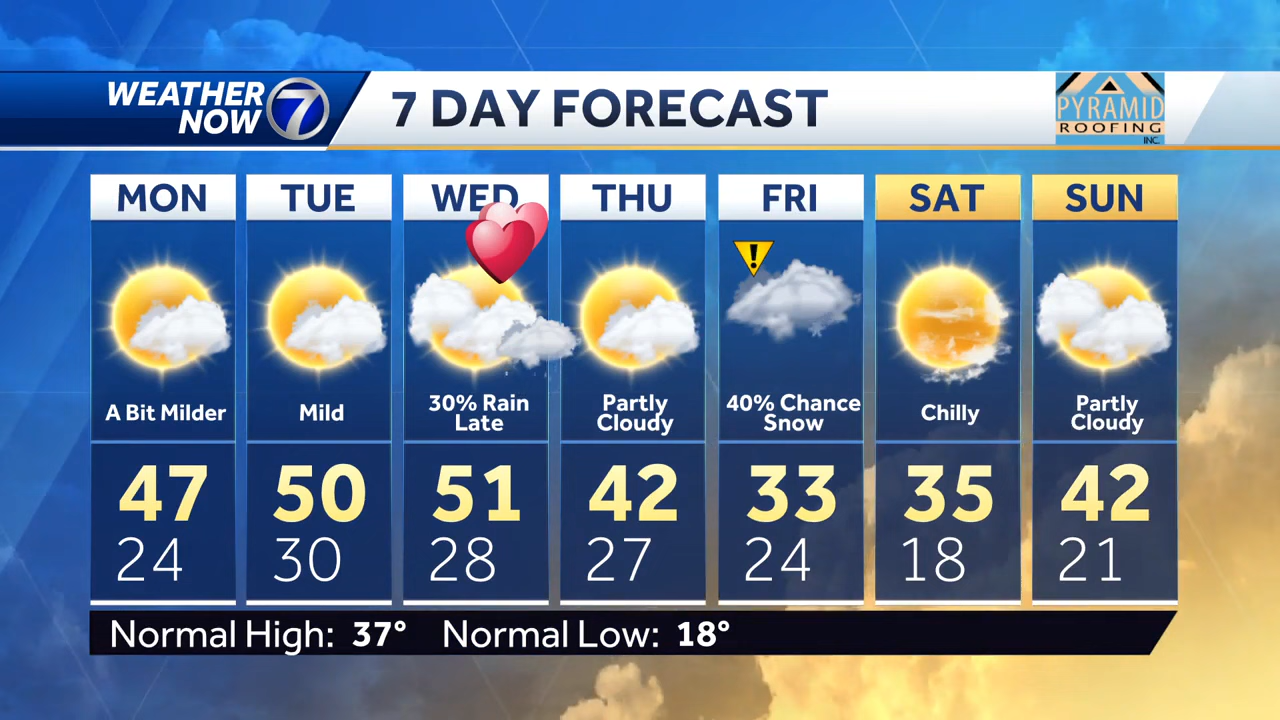 WEATHER
NOW
7
7 DAY FORECAST
PYRAMID
ROOFING
INC.
MON
TUE
WED
THU
FRI
SAT
SUN
!
A Bit Milder
Mild
30% Rain
Late
Partly
Cloudy
40% Chance
Snow
Chilly
Partly
Cloudy
47
50
51
42
33
35
42
24
30
28
27
24
18
21
Normal High: 37° Normal Low: 18°